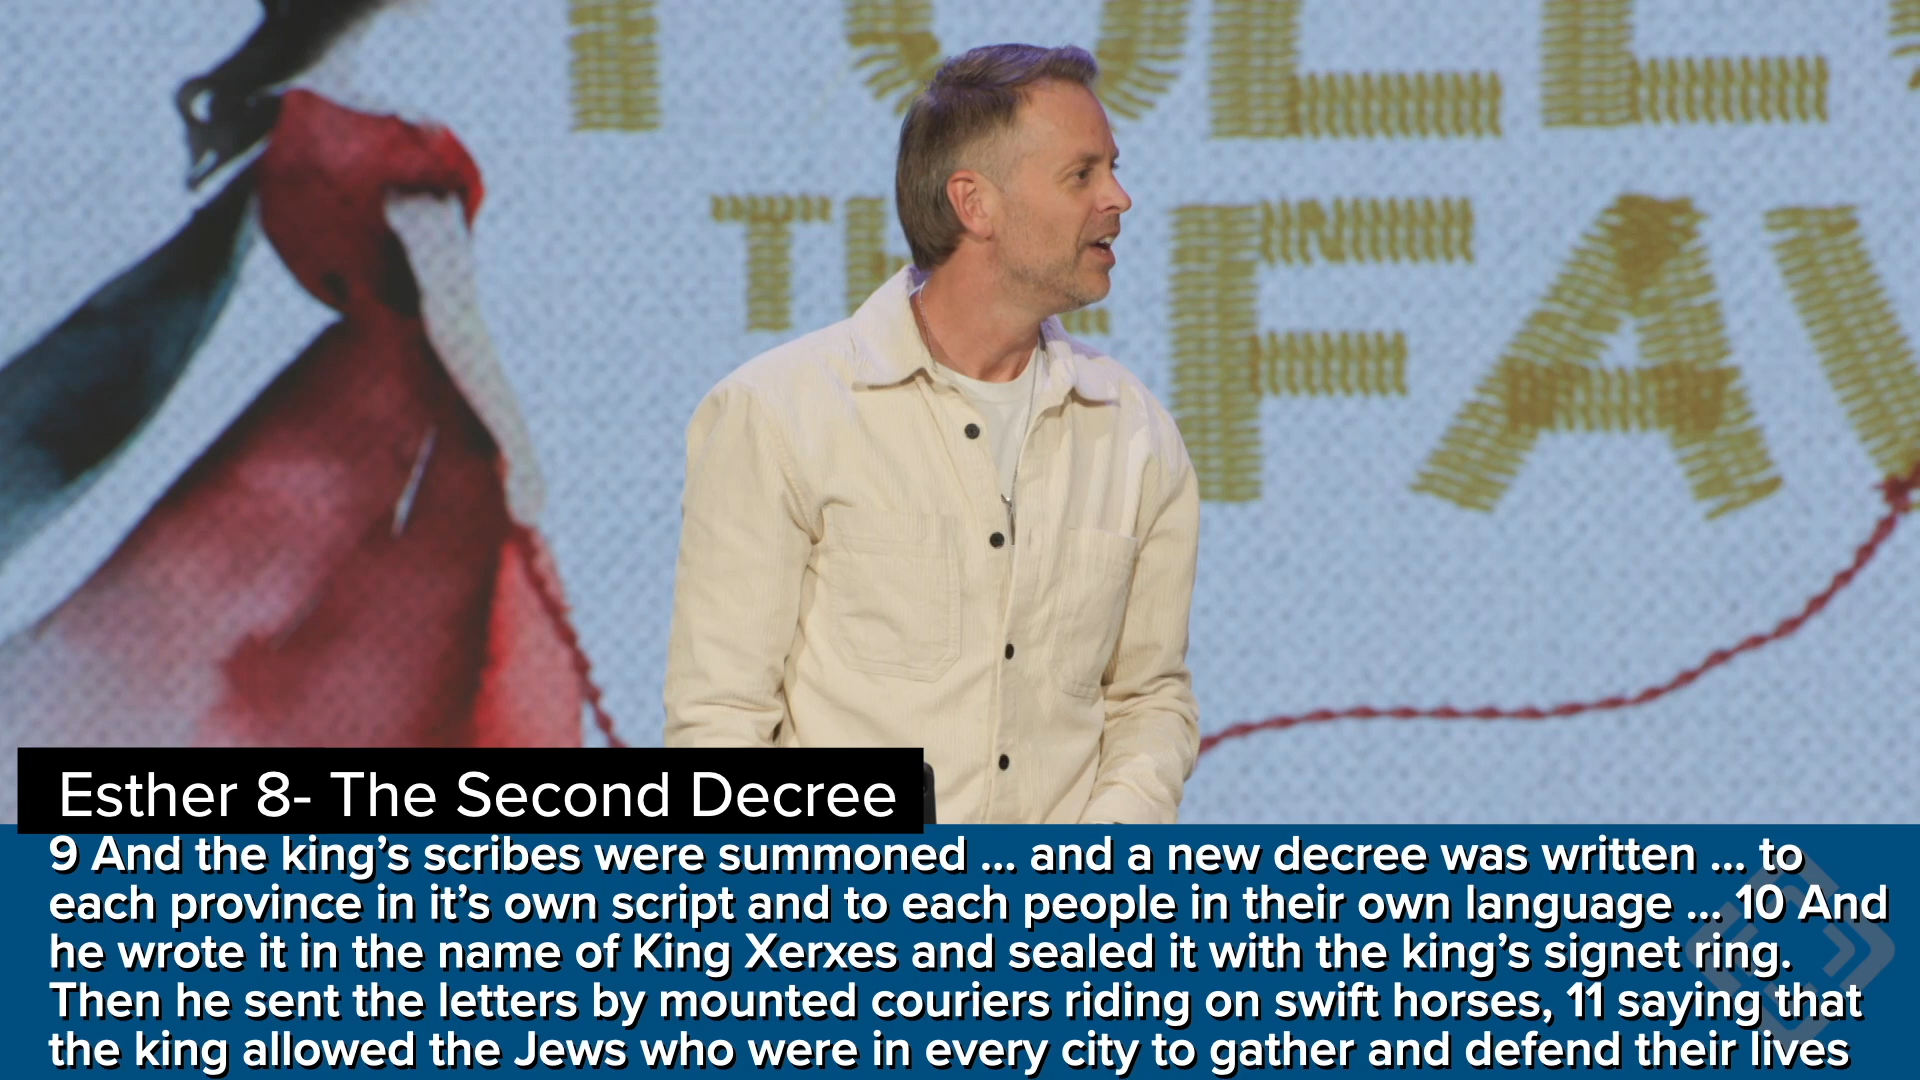 THE
Esther 8- The Second Decree
9 And the king’s scribes were summoned ... and a new decree was written ... to
each province in it’s own script and to each people in their own language ... 10 And
he wrote it in the name of King Xerxes and sealed it with the king’s signet ring.
Then he sent the letters by mounted couriers riding on swift horses, 11 saying that
the king allowed the Jews who were in every city to gather and defend their lives